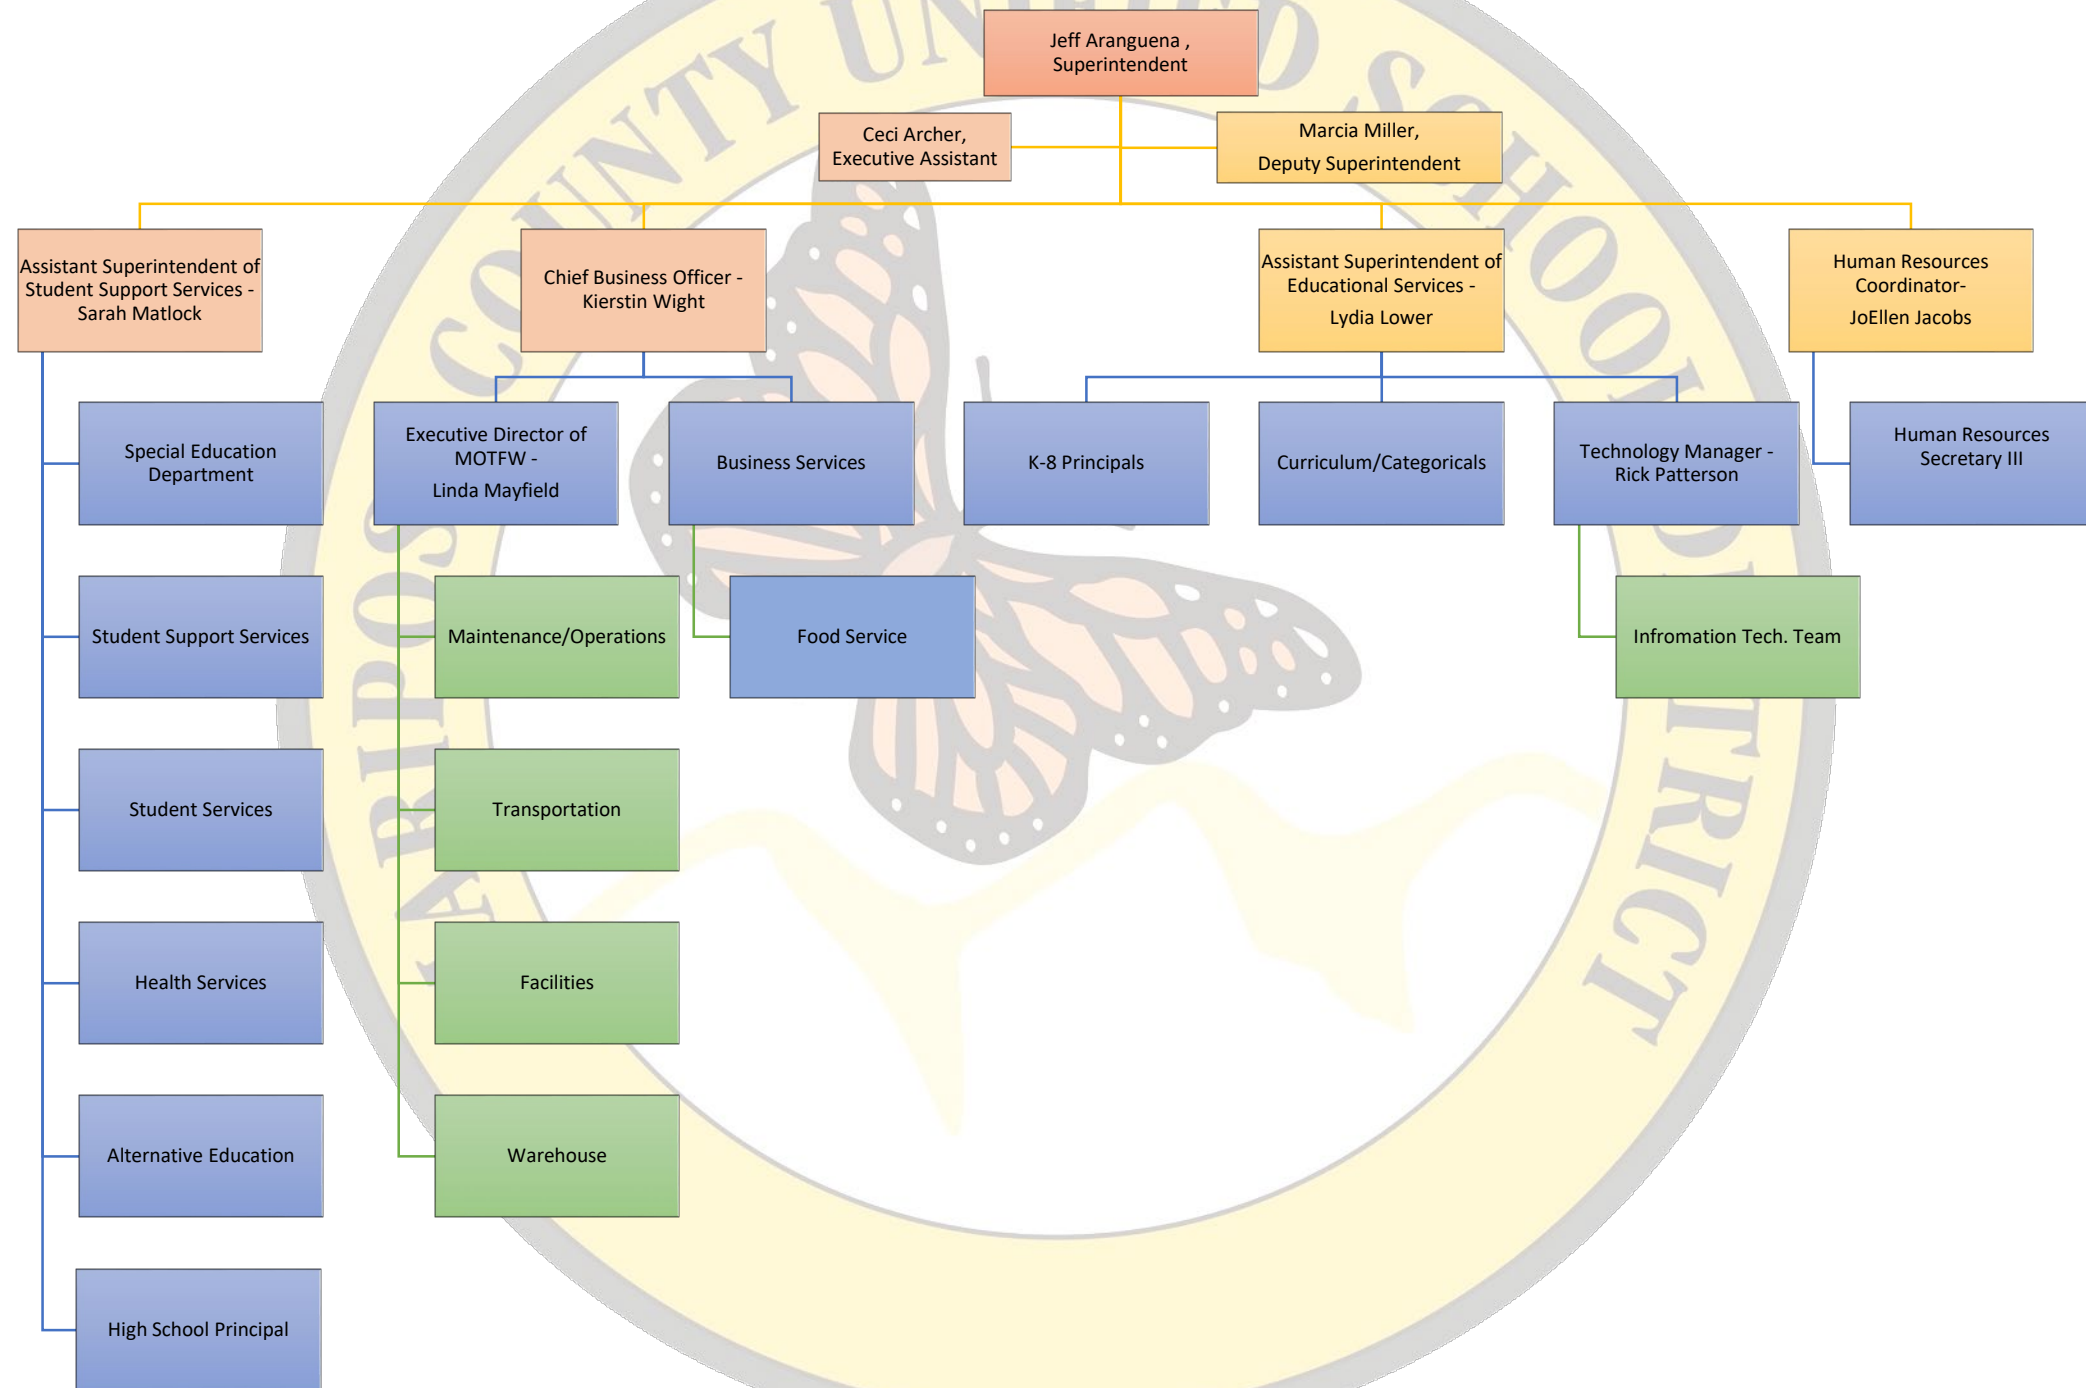 Jeff Aranguena ,
Superintendent
Ceci Archer,
Executive Assistant
Marcia Miller,
Deputy Superintendent
Assistant Superintendent of
Student Support Services -
Sarah Matlock
Chief Business Officer -
Kierstin Wight
Assistant Superintendent of
Educational Services -
Lydia Lower
Human Resources
Coordinator-
JoEllen Jacobs
Special Education
Department
Executive Director of
MOTFW -
Linda Mayfield
Business Services
K-8 Principals
Curriculum/Categoricals
Technology Manager -
Rick Patterson
Human Resources
Secretary III
Student Support Services
Maintenance/Operations
Food Service
Infromation Tech. Team
Student Services
Transportation
Health Services
Facilities
Alternative Education
Warehouse
High School Principal
COUNTY UNIFIED SCHOOL